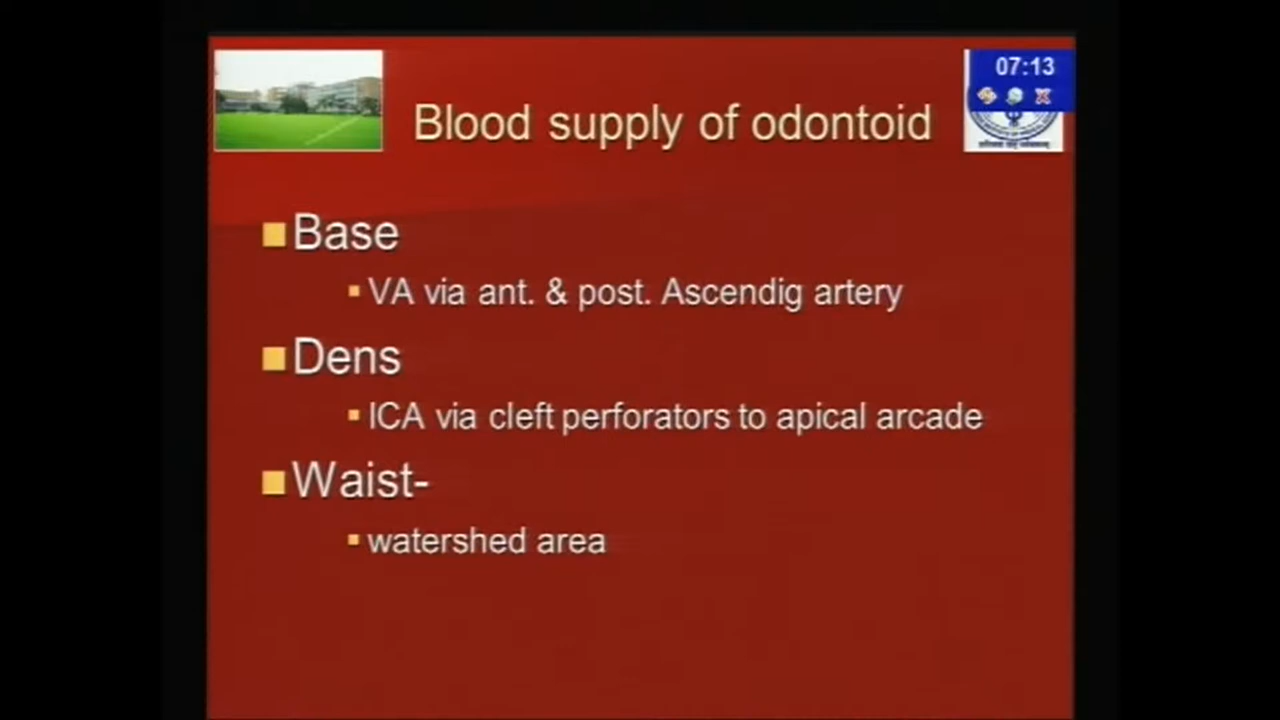 07:13
Blood supply of odontoid
Base
VA via ant. & post. Ascendig artery
Dens
ICA via cleft perforators to apical arcade
Waist-
watershed area